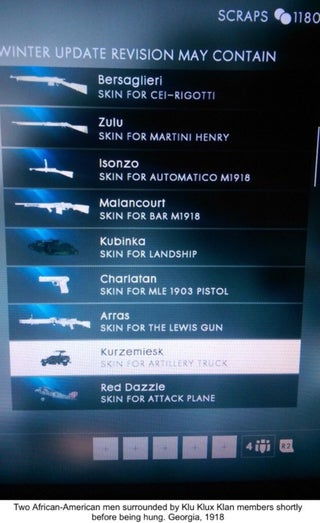 SCRAPS 1180
WINTER UPDATE REVISION MAY CONTAIN
Bersaglieri
SKIN FOR CEI-RIGOTTI
Zulu
SKIN FOR MARTINI HENRY
Isonzo
SKIN FOR AUTOMATICO M1918
Malancourt
SKIN FOR BAR M1918
Kubinka
SKIN FOR LANDSHIP
Charlatan
SKIN FOR MLE 1903 PISTOL
Arras
SKIN FOR THE LEWIS GUN
Kurzemiesk
SKIN FOR ARTILLERY TRUCK
Red Dazzle
SKIN FOR ATTACK PLANE
+ + + + + 4 R2
Two African-American men surrounded by Klu Klux Klan members shortly
before being hung. Georgia, 1918